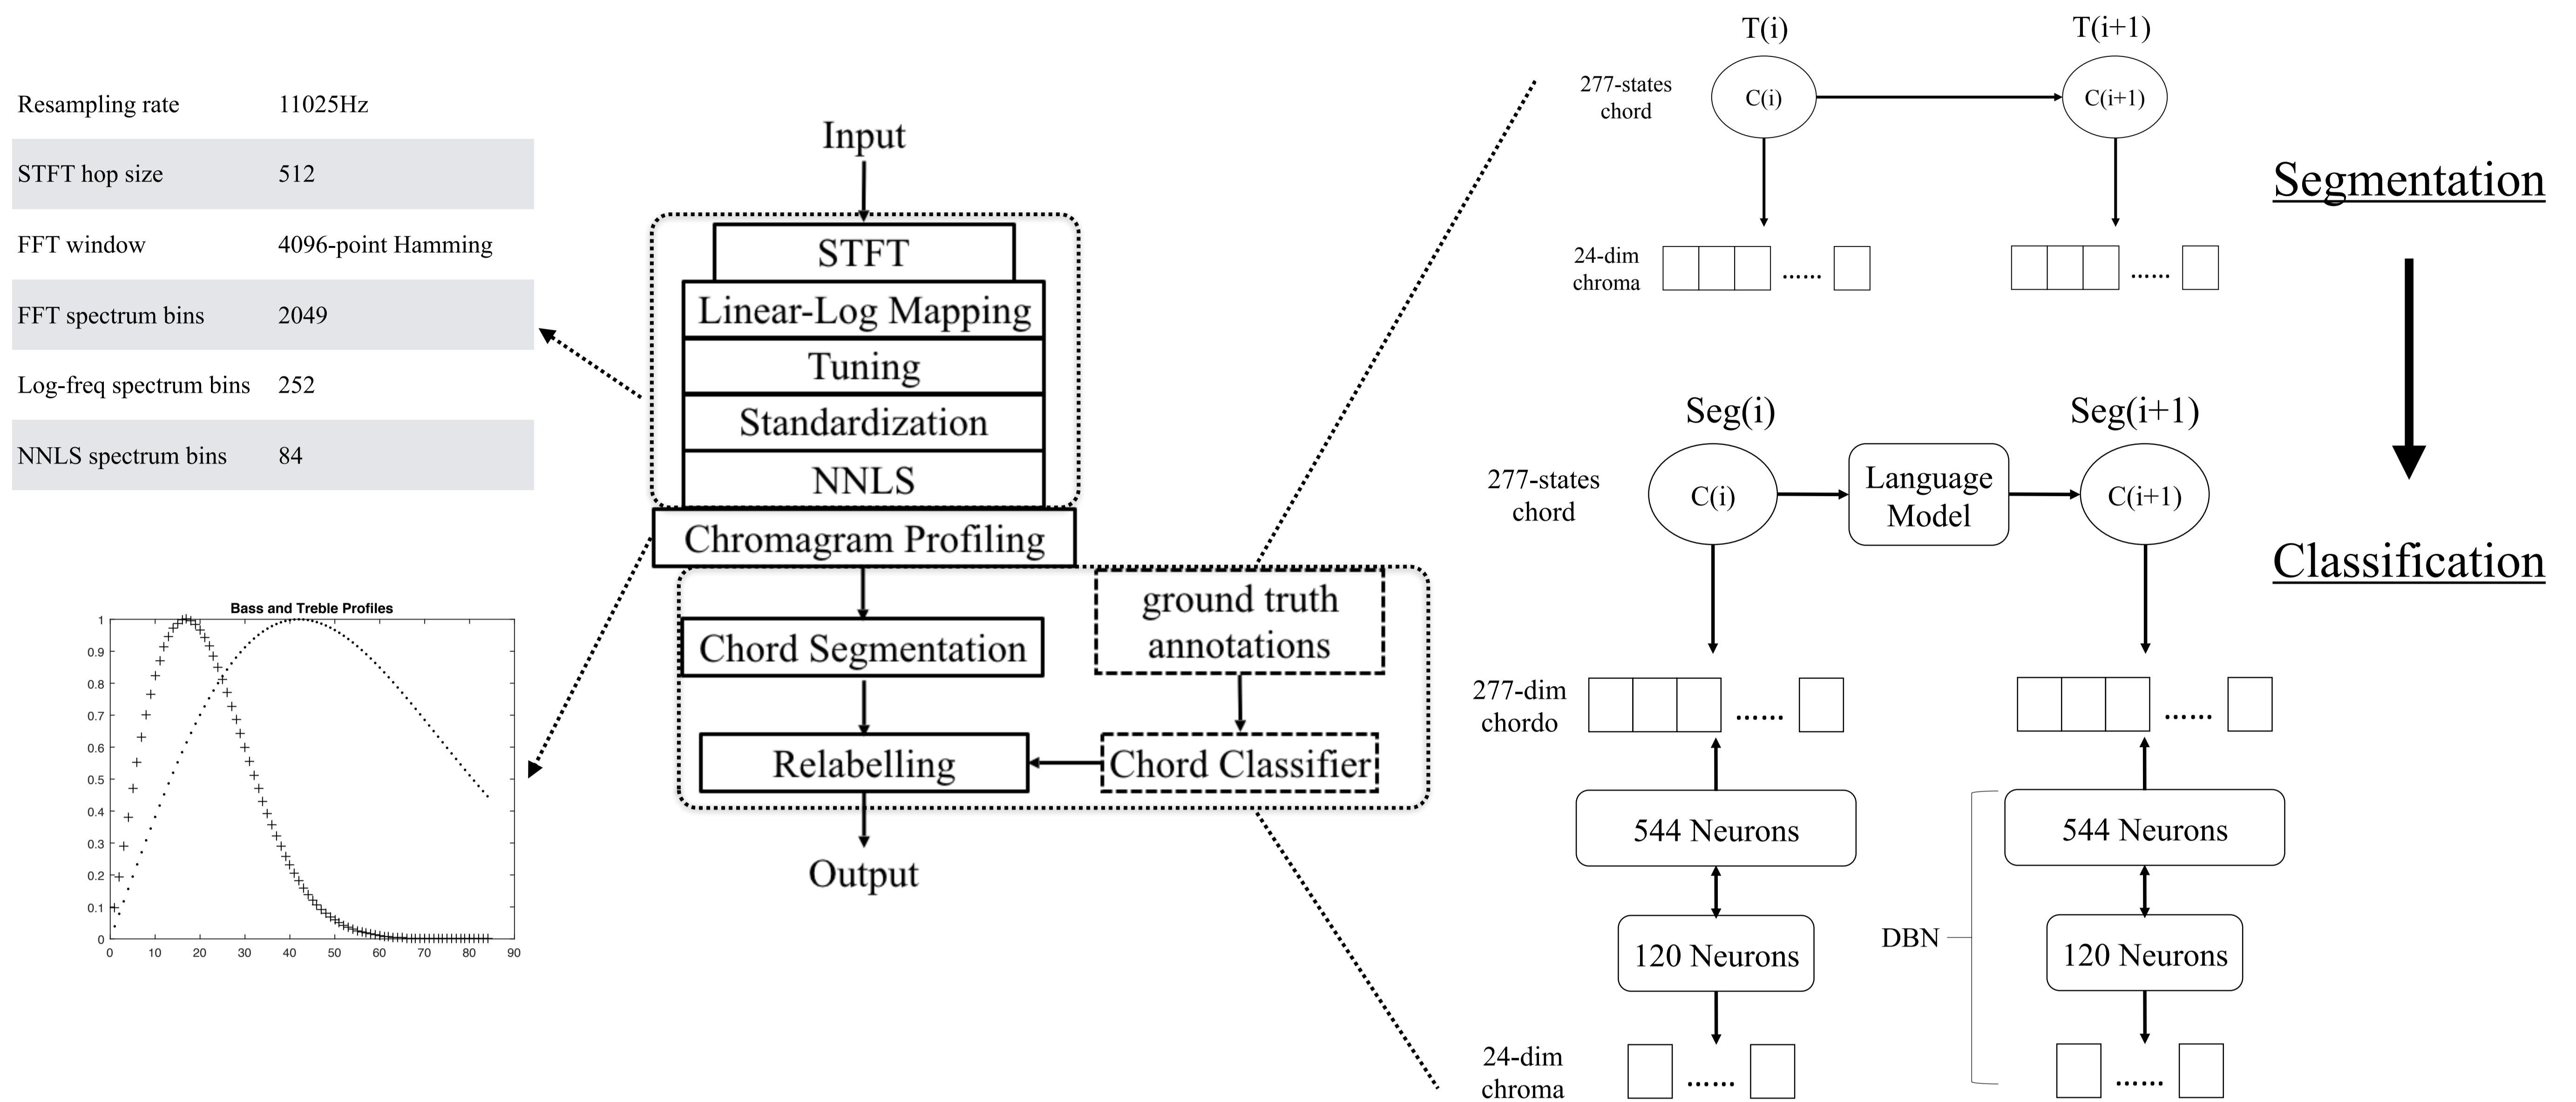 Resampling rate 11025Hz
STFT hop size 512
FFT window 4096-point Hamming
FFT spectrum bins 2049
Log-freq spectrum bins 252
NNLS spectrum bins 84
Bass and Treble Profiles
1
0.9
0.8
0.7
0.6
0.5
0.4
0.3
0.2
0.1
0
0 10 20 30 40 50 60 70 80 90
Input
STFT
Linear-Log Mapping
Tuning
Standardization
NNLS
Chromagram Profiling
Chord Segmentation
ground truth
annotations
Relabelling
Chord Classifier
Output
T(i) T(i+1)
277-states
chord
C(i) C(i+1)
24-dim
chroma
...... ......
Segmentation
Classification
Seg(i) Seg(i+1)
277-states
chord
C(i)
Language
Model
C(i+1)
277-dim
chordo
...... ......
544 Neurons 544 Neurons
DBN
120 Neurons 120 Neurons
24-dim
chroma
...... ......